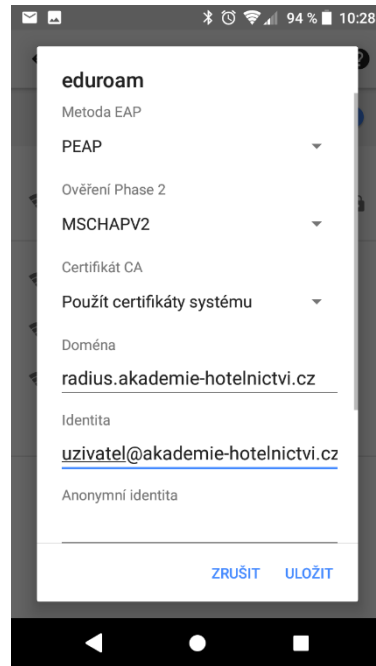 94 % 10:28
eduroam
Metoda EAP
PEAP
Ověření Phase 2
MSCHAPV2
Certifikát CA
Použít certifikáty systému
Doména
radius.akademie-hotelnictvi.cz
Identita
uzivatel@akademie-hotelnictvi.cz
Anonymní identita
ZRUŠIT ULOŽIT